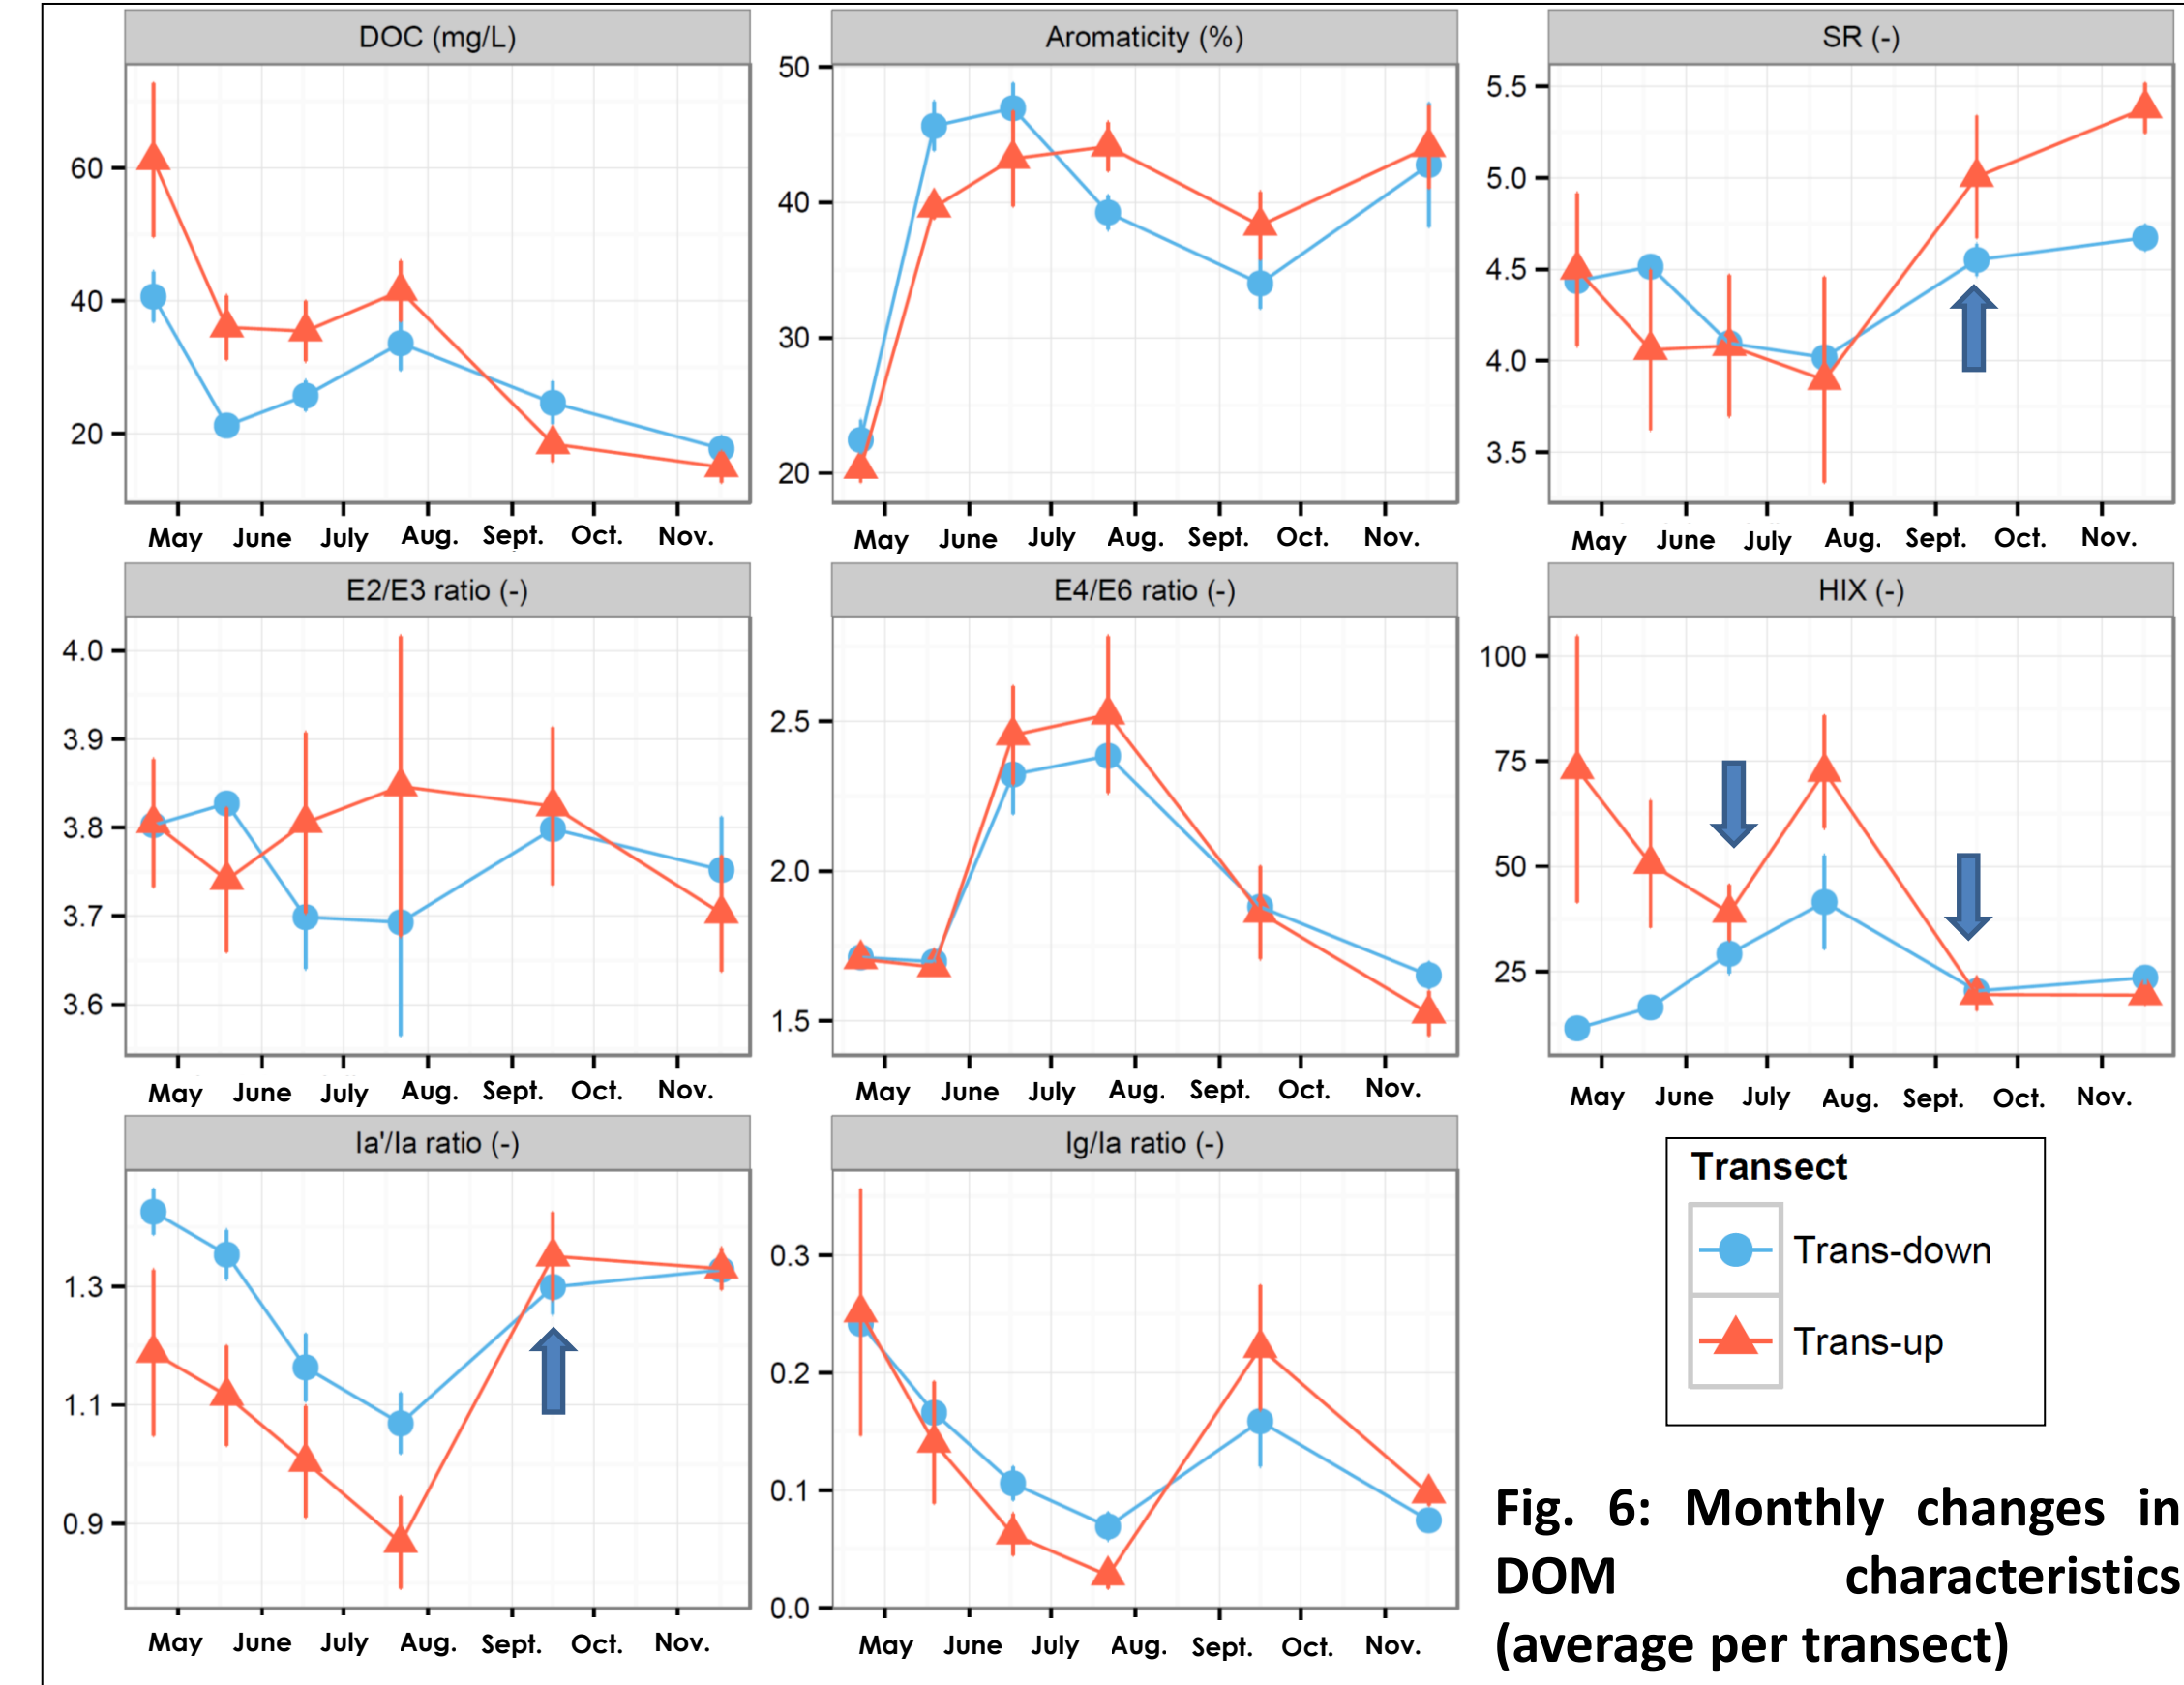 DOC (mg/L)
Aromaticity (%)
SR (-)
60
40
20
50
40
30
20
5.5
5.0
4.5
4.0
3.5
May June July Aug. Sept. Oct. Nov.
May June July Aug. Sept. Oct. Nov.
May June July Aug. Sept. Oct. Nov.
E2/E3 ratio (-)
E4/E6 ratio (-)
HIX (-)
4.0
3.9
3.8
3.7
3.6
2.5
2.0
1.5
100
75
50
25
May June July Aug. Sept. Oct. Nov.
May June July Aug. Sept. Oct. Nov.
May June July Aug. Sept. Oct. Nov.
Ia'/Ia ratio (-)
Ig/Ia ratio (-)
1.3
1.1
0.9
0.3
0.2
0.1
0.0
May June July Aug. Sept. Oct. Nov.
May June July Aug. Sept. Oct. Nov.
Transect
Trans-down
Trans-up
Fig. 6: Monthly changes in
DOM characteristics
(average per transect)